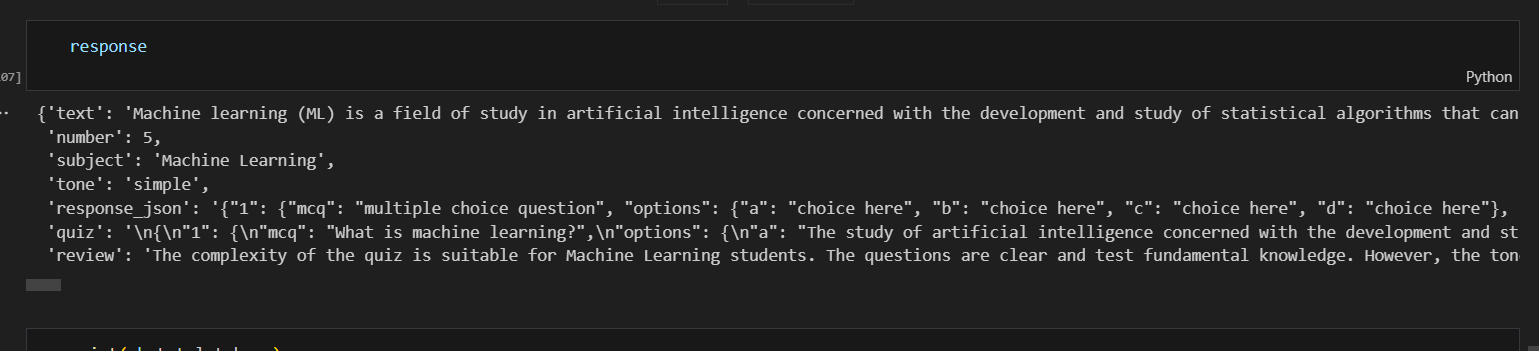 response
07]
Python
{'text': 'Machine learning (ML) is a field of study in artificial intelligence concerned with the development and study of statistical algorithms that can
'number': 5,
'subject': 'Machine Learning',
'tone': 'simple',
'response_json': '{"1": {"mcq": "multiple choice question", "options": {"a": "choice here", "b": "choice here", "c": "choice here", "d": "choice here"},
'quiz': '\n{\n"1": {\n"mcq": "What is machine learning?",\n"options": {\n"a": "The study of artificial intelligence concerned with the development and st
'review': 'The complexity of the quiz is suitable for Machine Learning students. The questions are clear and test fundamental knowledge. However, the ton